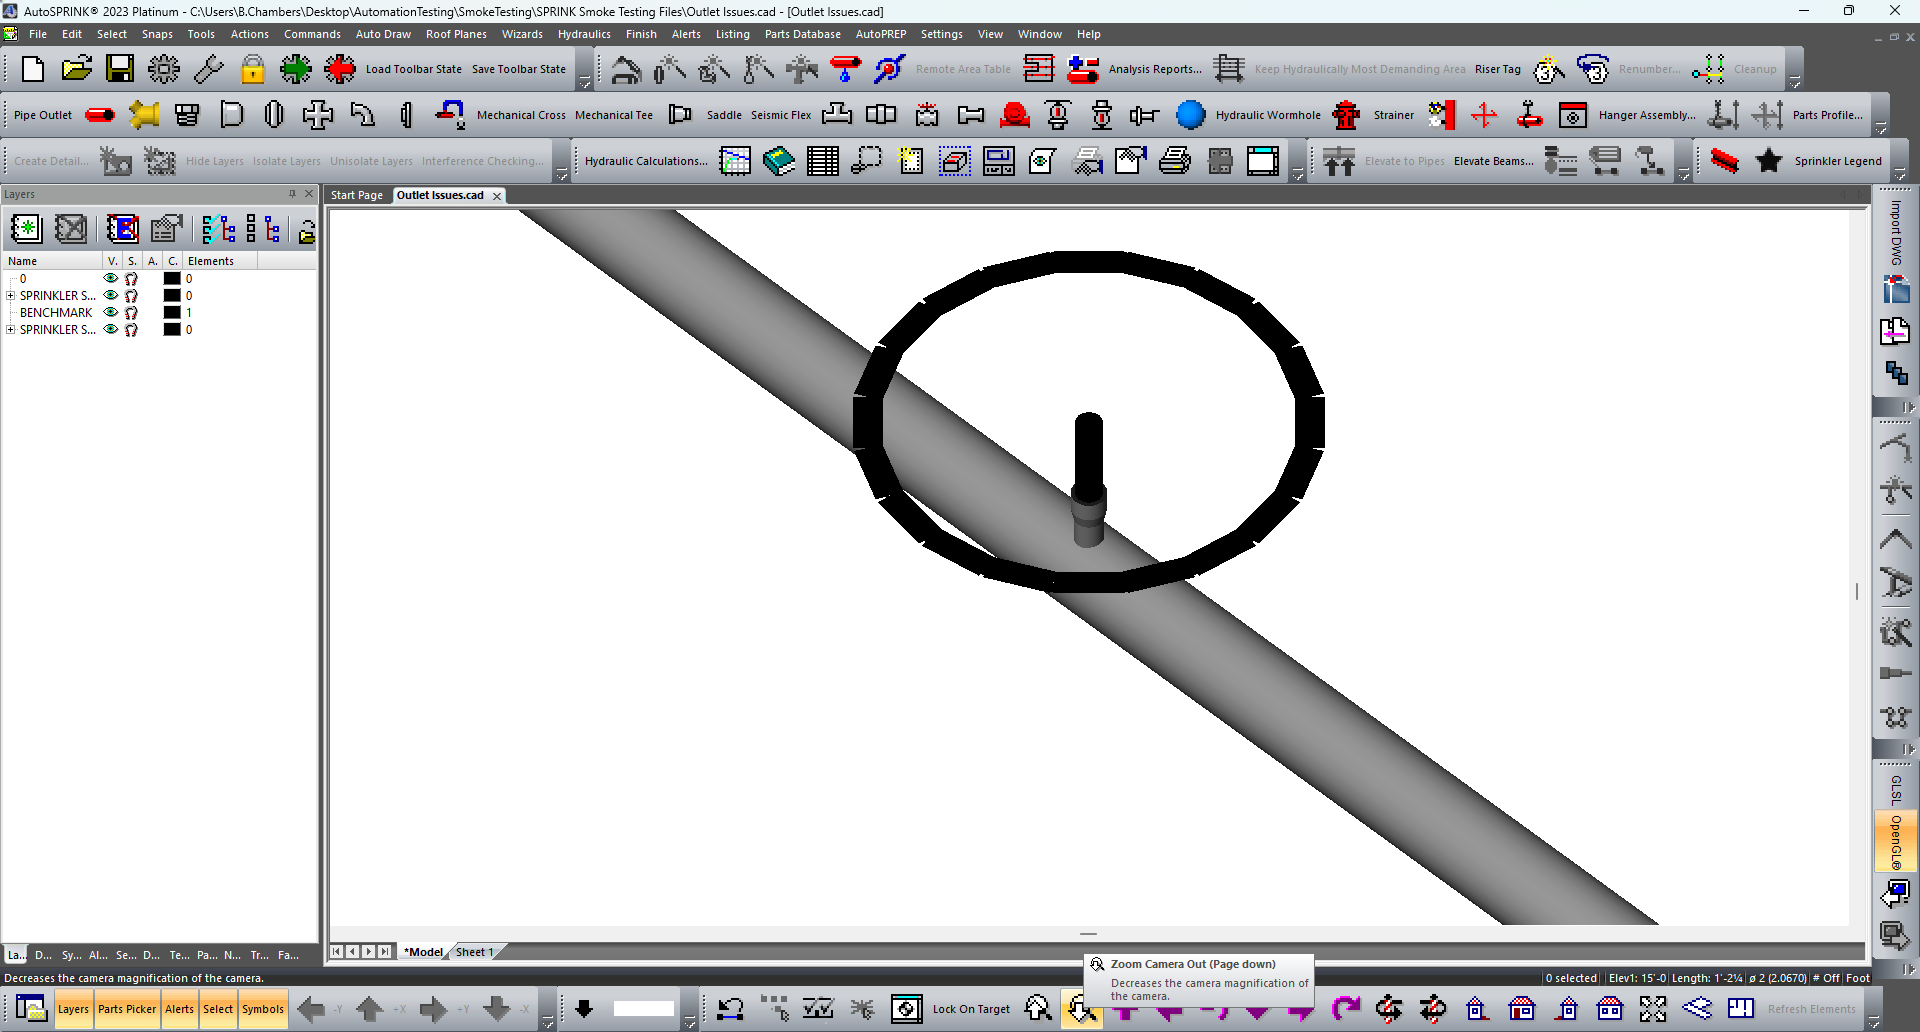 AutoSPRINK® 2023 Platinum - C:\Users\B.Chambers\Desktop\AutomationTesting\SmokeTesting\SPRINK Smoke Testing Files\Outlet Issues.cad - [Outlet Issues.cad]
File Edit Select Snaps Tools Actions Commands Auto Draw Roof Planes Wizards Hydraulics Finish Alerts Listing Parts Database AutoPREP Settings View Window Help
Load Toolbar State Save Toolbar State Remote Area Table Analysis Reports... Keep Hydraulically Most Demanding Area Riser Tag Renumber... Cleanup
Pipe Outlet Mechanical Cross Mechanical Tee Saddle Seismic Flex Hydraulic Wormhole Strainer Hanger Assembly... Parts Profile...
Create Detail... Hide Layers Isolate Layers Unisolate Layers Interference Checking... Hydraulic Calculations... Elevate to Pipes Elevate Beams... Sprinkler Legend
Layers
Start Page Outlet Issues.cad
Name V. S. A. C. Elements
0 0
SPRINKLER S... 0
BENCHMARK 1
SPRINKLER S... 0
Import DWG
GLSL
OpenGL®
La... D... Sy... Al... Se... D... Te... Pa... N... Tr... Fa...
*Model Sheet 1
Zoom Camera Out (Page down)
Decreases the camera magnification of
the camera.
Decreases the camera magnification of the camera.
0 selected Elev1: 15'-0 Length: 1'-2¼ ø 2 (2.0670) # Off Foot
Layers Parts Picker Alerts Select Symbols -Y +X +Y -X Lock On Target Refresh Elements